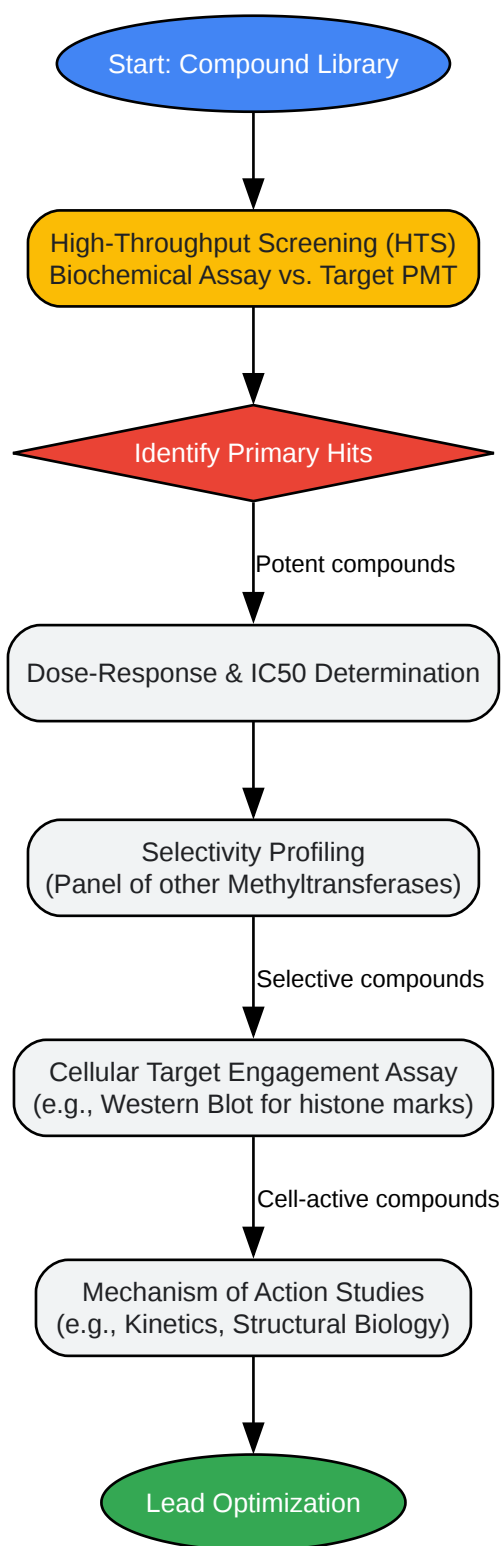 Start: Compound Library
High-Throughput Screening (HTS)
Biochemical Assay vs. Target PMT
Identify Primary Hits
Potent compounds
Dose-Response & IC50 Determination
Selectivity Profiling
(Panel of other Methyltransferases)
Selective compounds
Cellular Target Engagement Assay
(e.g., Western Blot for histone marks)
Cell-active compounds
Mechanism of Action Studies
(e.g., Kinetics, Structural Biology)
Lead Optimization